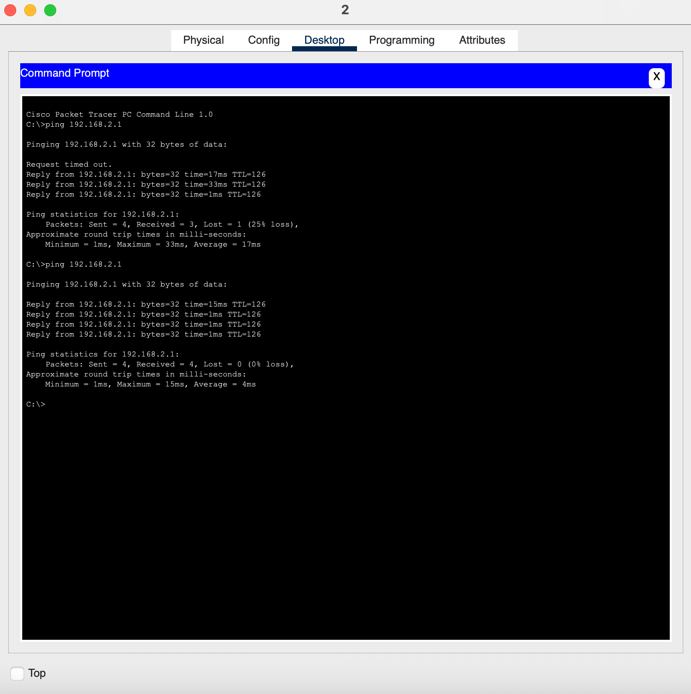 2
Physical Config Desktop Programming Attributes
Command Prompt
X
Cisco Packet Tracer PC Command Line 1.0
C:\>ping 192.168.2.1
Pinging 192.168.2.1 with 32 bytes of data:
Request timed out.
Reply from 192.168.2.1: bytes=32 time=17ms TTL=126
Reply from 192.168.2.1: bytes=32 time=33ms TTL=126
Reply from 192.168.2.1: bytes=32 time=1ms TTL=126
Ping statistics for 192.168.2.1:
Packets: Sent = 4, Received = 3, Lost = 1 (25% loss),
Approximate round trip times in milli-seconds:
Minimum = 1ms, Maximum = 33ms, Average = 17ms
C:\>ping 192.168.2.1
Pinging 192.168.2.1 with 32 bytes of data:
Reply from 192.168.2.1: bytes=32 time=15ms TTL=126
Reply from 192.168.2.1: bytes=32 time=1ms TTL=126
Reply from 192.168.2.1: bytes=32 time=1ms TTL=126
Reply from 192.168.2.1: bytes=32 time=1ms TTL=126
Ping statistics for 192.168.2.1:
Packets: Sent = 4, Received = 4, Lost = 0 (0% loss),
Approximate round trip times in milli-seconds:
Minimum = 1ms, Maximum = 15ms, Average = 4ms
C:\>
Top